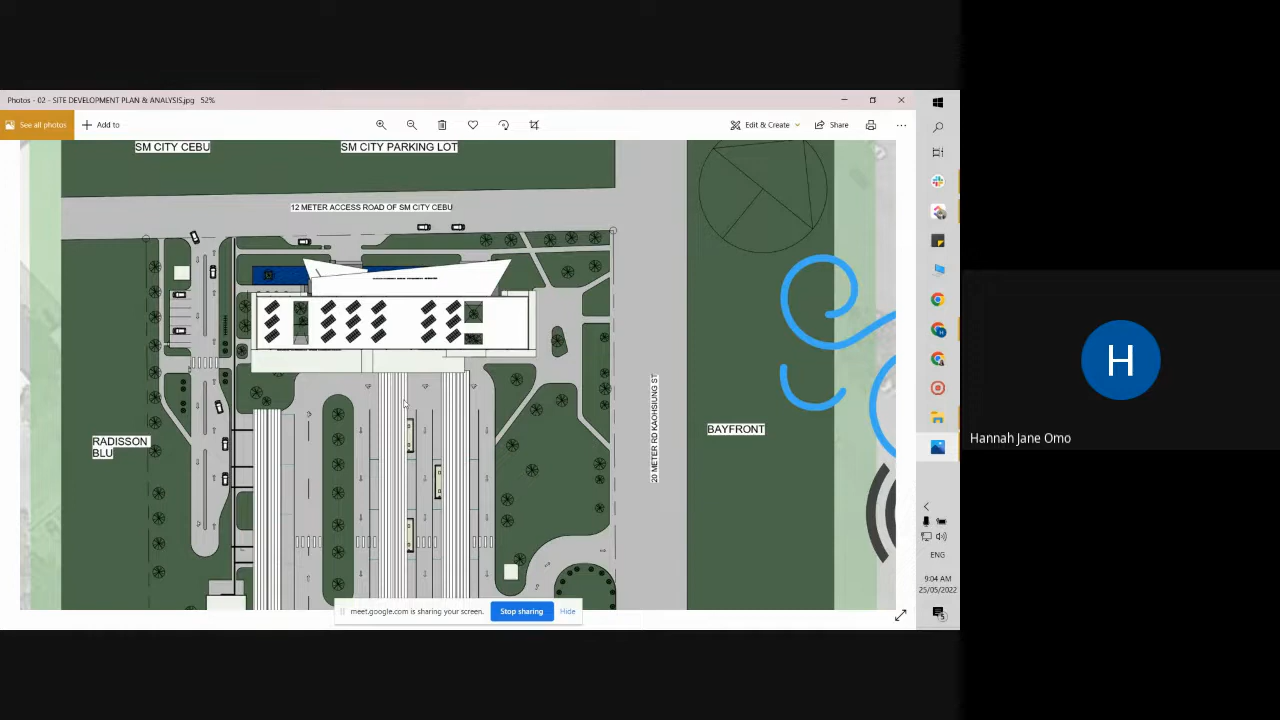 Photos - 02 - SITE DEVELOPMENT PLAN & ANALYSIS.jpg 52%
See all photos
Add to
Edit & Create
Share
SM CITY CEBU
SM CITY PARKING LOT
12 METER ACCESS ROAD OF SM CITY CEBU
RADISSON
BLU
20 METER RD KAOHSIUNG ST.
BAYFRONT
H
Hannah Jane Omo
ENG
9:04 AM
25/05/2022
meet.google.com is sharing your screen.
Stop sharing
Hide